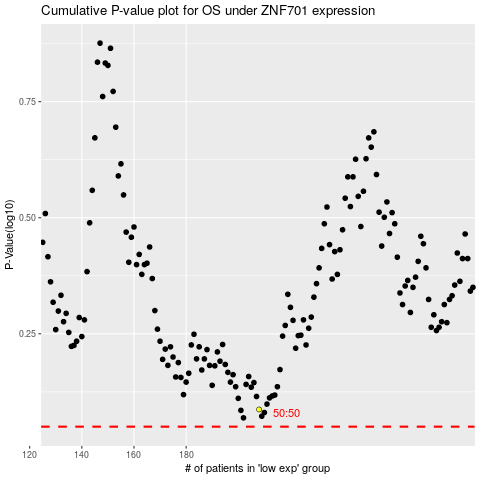 Cumulative P-value plot for OS under ZNF701 expression
P-Value(log10)
0.75
0.50
0.25
50:50
120 140 160 180
# of patients in 'low exp' group